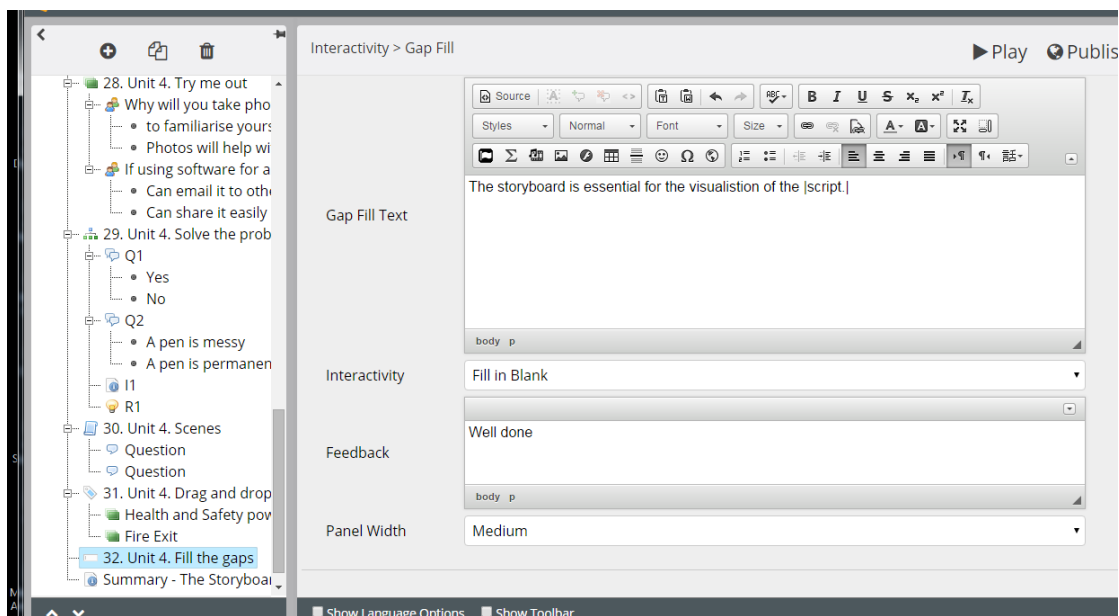 Interactivity > Gap Fill
Play Publis
28. Unit 4. Try me out
Why will you take pho
to familiarise yours
Photos will help wi
If using software for a
Can email it to othe
Can share it easily
29. Unit 4. Solve the prob
Q1
Yes
No
Q2
A pen is messy
A pen is permanen
I1
R1
30. Unit 4. Scenes
Question
Question
31. Unit 4. Drag and drop
Health and Safety pow
Fire Exit
32. Unit 4. Fill the gaps
Summary - The Storyboar
Source
B I U S x₂ x² Iₓ
Styles Normal Font Size A A
Gap Fill Text
The storyboard is essential for the visualistion of the |script.|
body p
Interactivity
Fill in Blank
Feedback
Well done
body p
Panel Width
Medium
Show Language Options Show Toolbar